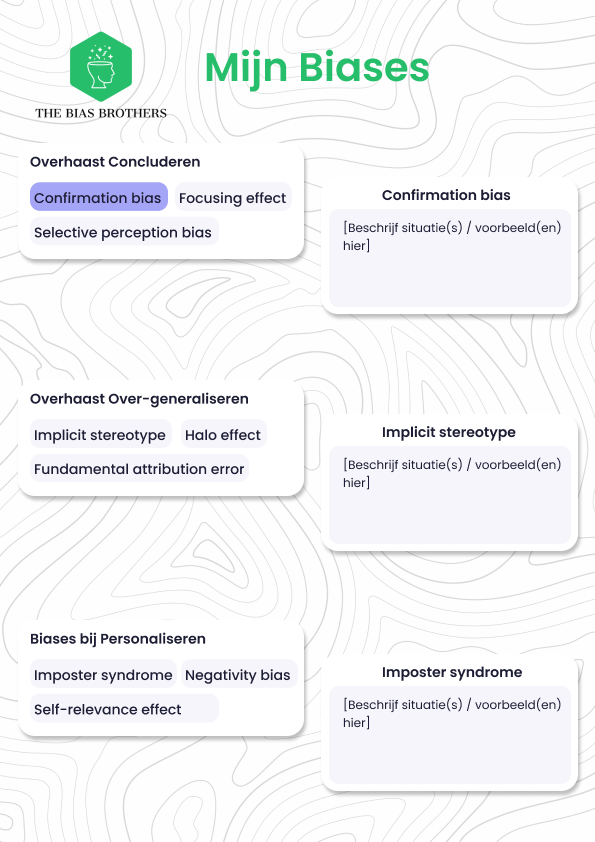 Mijn Biases
THE BIAS BROTHERS
Overhaast Concluderen
Confirmation bias
Focusing effect
Selective perception bias
Confirmation bias
[Beschrijf situatie(s) / voorbeeld(en)
hier]
Overhaast Over-generaliseren
Implicit stereotype
Halo effect
Fundamental attribution error
Implicit stereotype
[Beschrijf situatie(s) / voorbeeld(en)
hier]
Biases bij Personaliseren
Imposter syndrome
Negativity bias
Self-relevance effect
Imposter syndrome
[Beschrijf situatie(s) / voorbeeld(en)
hier]